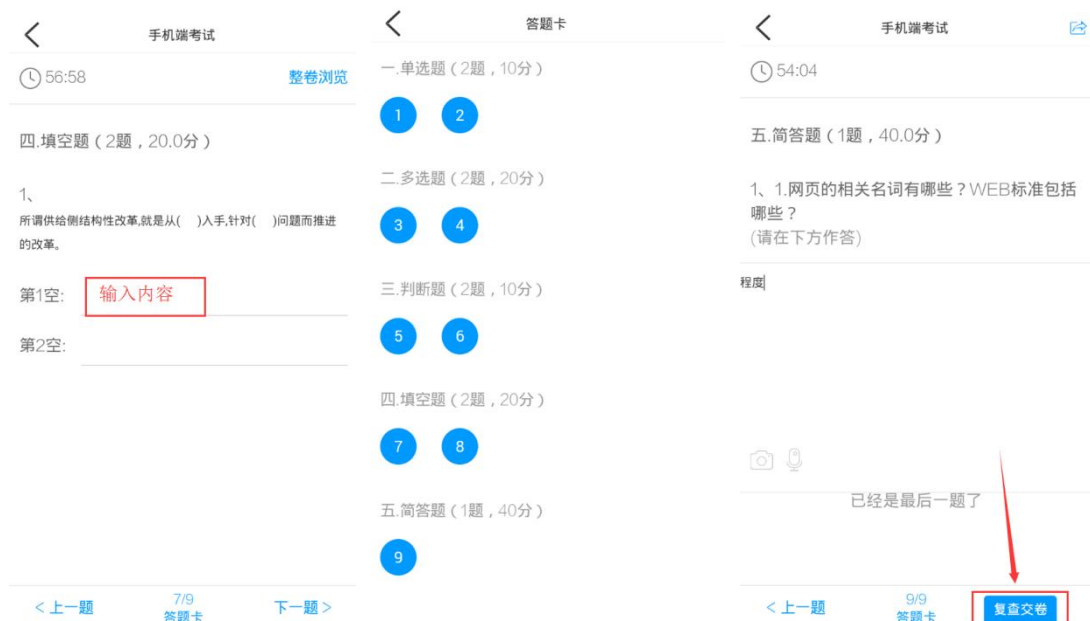 手机端考试
56:58
整卷浏览
四.填空题（2题，20.0分）
1、
所谓供给侧结构性改革,就是从(    )入手,针对(    )问题而推进
的改革。
第1空:
输入内容
第2空:
<上一题
7/9
答题卡
下一题>
答题卡
一.单选题（2题，10分）
1
2
二.多选题（2题，20分）
3
4
三.判断题（2题，10分）
5
6
四.填空题（2题，20分）
7
8
五.简答题（1题，40分）
9
手机端考试
54:04
五.简答题（1题，40.0分）
1、1.网页的相关名词有哪些？WEB标准包括
哪些？
(请在下方作答)
程度
已经是最后一题了
<上一题
9/9
答题卡
复查交卷